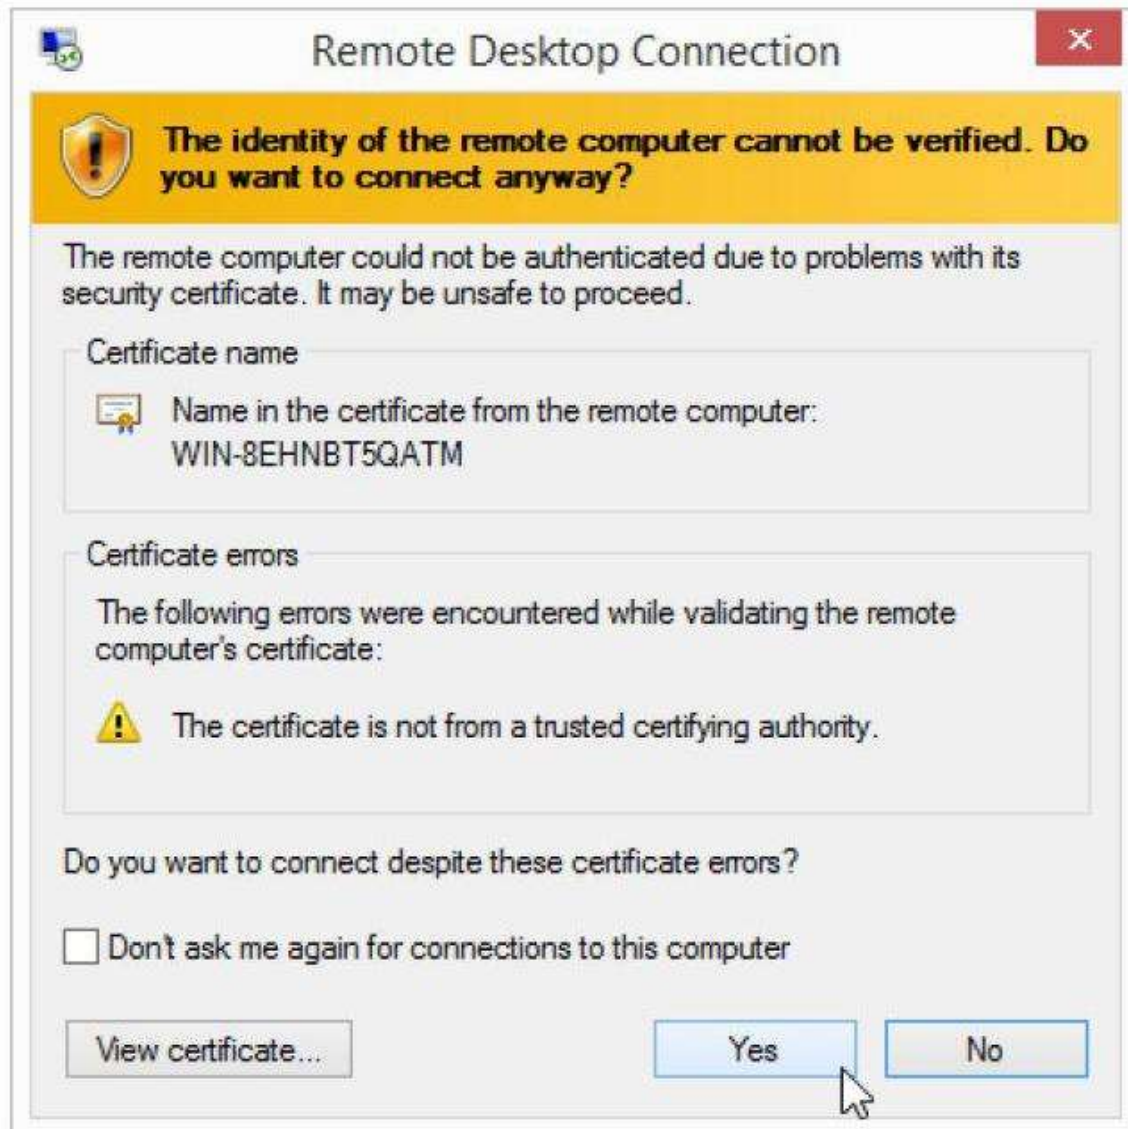 Remote Desktop Connection
The identity of the remote computer cannot be verified. Do
you want to connect anyway?
The remote computer could not be authenticated due to problems with its
security certificate. It may be unsafe to proceed.
Certificate name
Name in the certificate from the remote computer:
WIN-8EHNBT5QATM
Certificate errors
The following errors were encountered while validating the remote
computer's certificate:
The certificate is not from a trusted certifying authority.
Do you want to connect despite these certificate errors?
Don't ask me again for connections to this computer
View certificate...
Yes
No